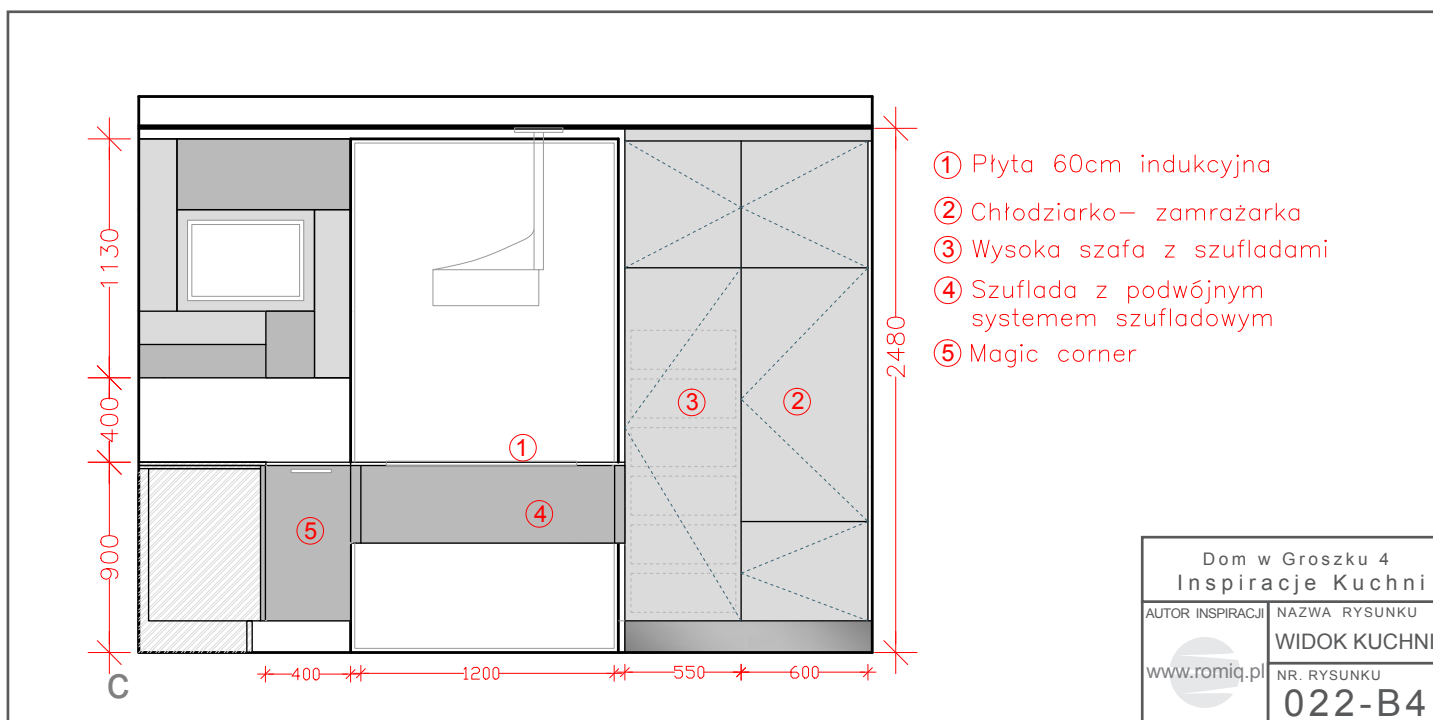 1 Płyta 60cm indukcyjna
2 Chłodziarko– zamrażarka
3 Wysoka szafa z szufladami
4 Szuflada z podwójnym
systemem szufladowym
5 Magic corner
1130
400
900
2480
1
2
3
4
5
400
1200
550
600
C
Dom w Groszku 4
Inspiracje Kuchni
AUTOR INSPIRACJI
www.romiq.pl
NAZWA RYSUNKU
WIDOK KUCHNI
NR. RYSUNKU
022-B4